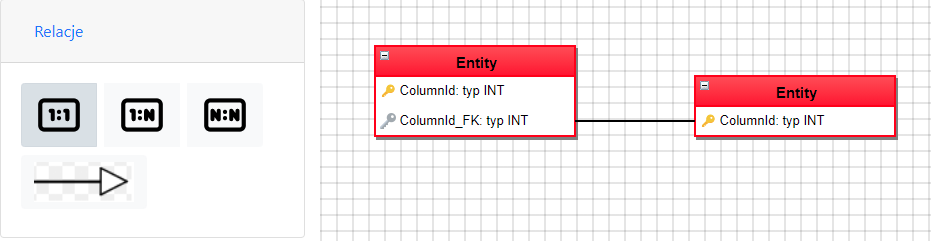 Relacje
1:1
1:N
N:N
Entity
ColumnId: typ INT
ColumnId_FK: typ INT
Entity
ColumnId: typ INT